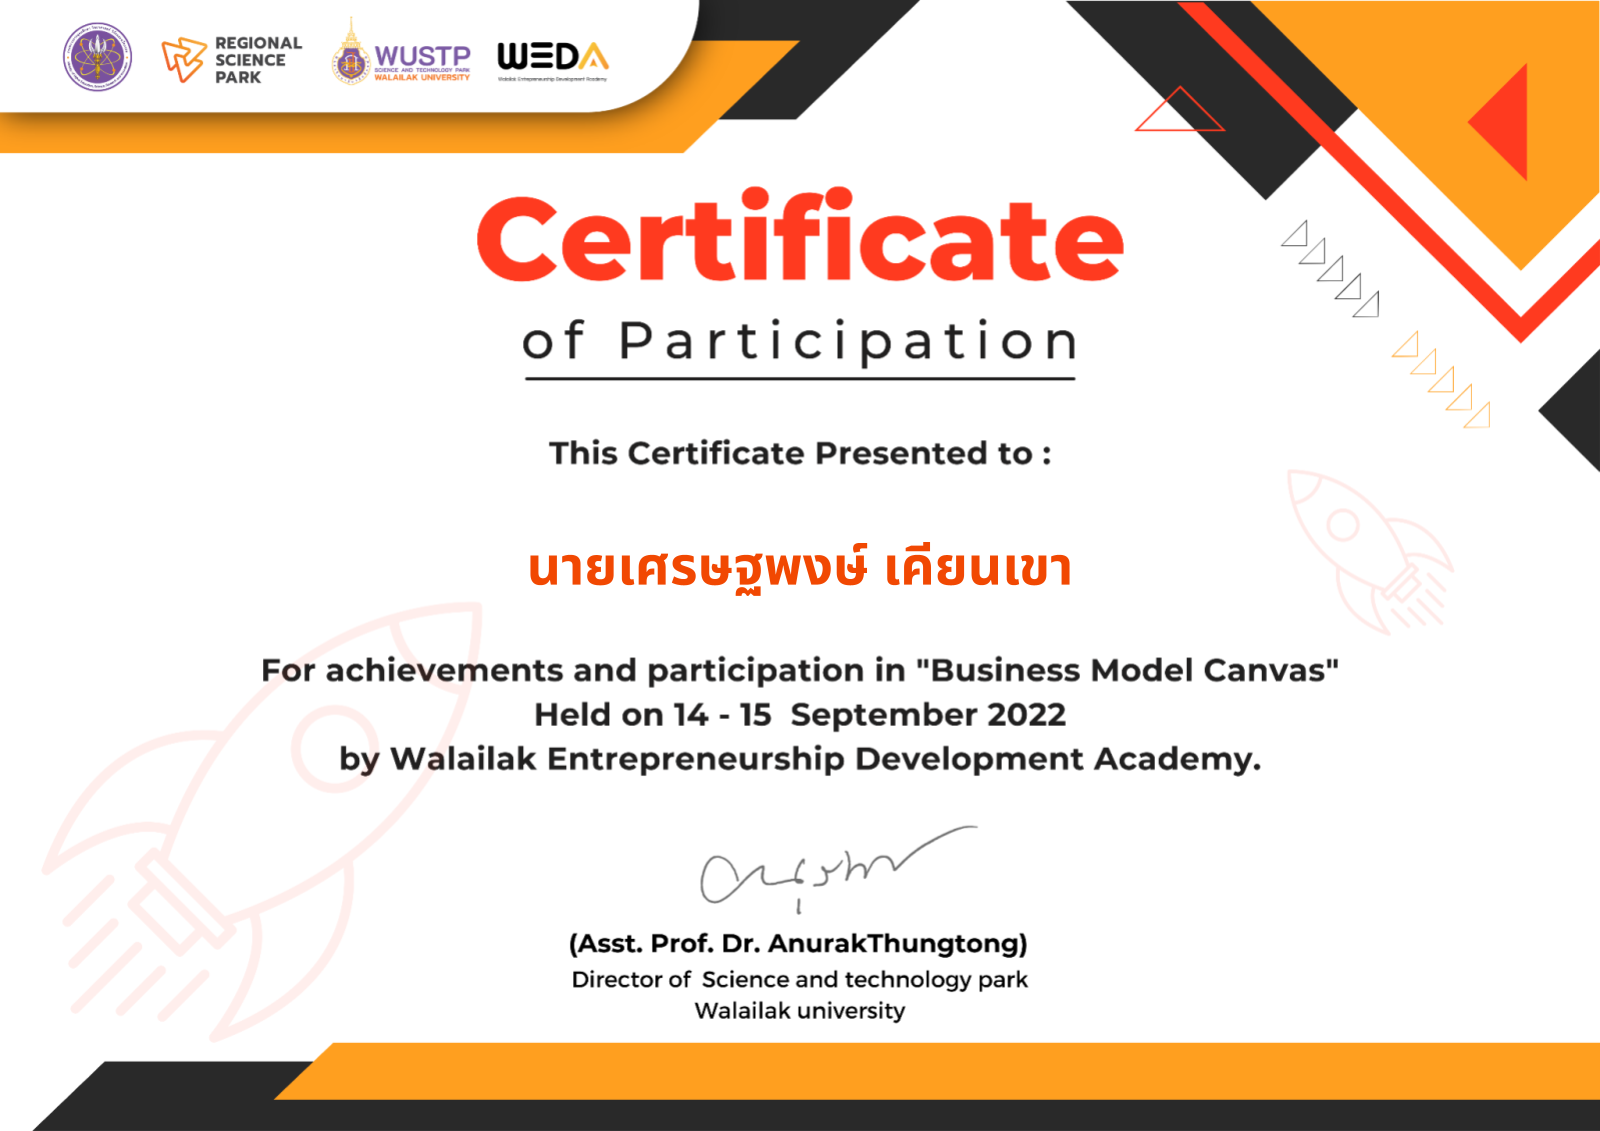 REGIONAL
SCIENCE
PARK
WUSTP
SCIENCE AND TECHNOLOGY PARK
WALAILAK UNIVERSITY
WEDA
Walailak Entrepreneurship Development Academy
Certificate
of Participation
This Certificate Presented to :
นายเศรษฐพงษ์ เคียนเขา
For achievements and participation in "Business Model Canvas"
Held on 14 - 15 September 2022
by Walailak Entrepreneurship Development Academy.
(Asst. Prof. Dr. AnurakThungtong)
Director of Science and technology park
Walailak university